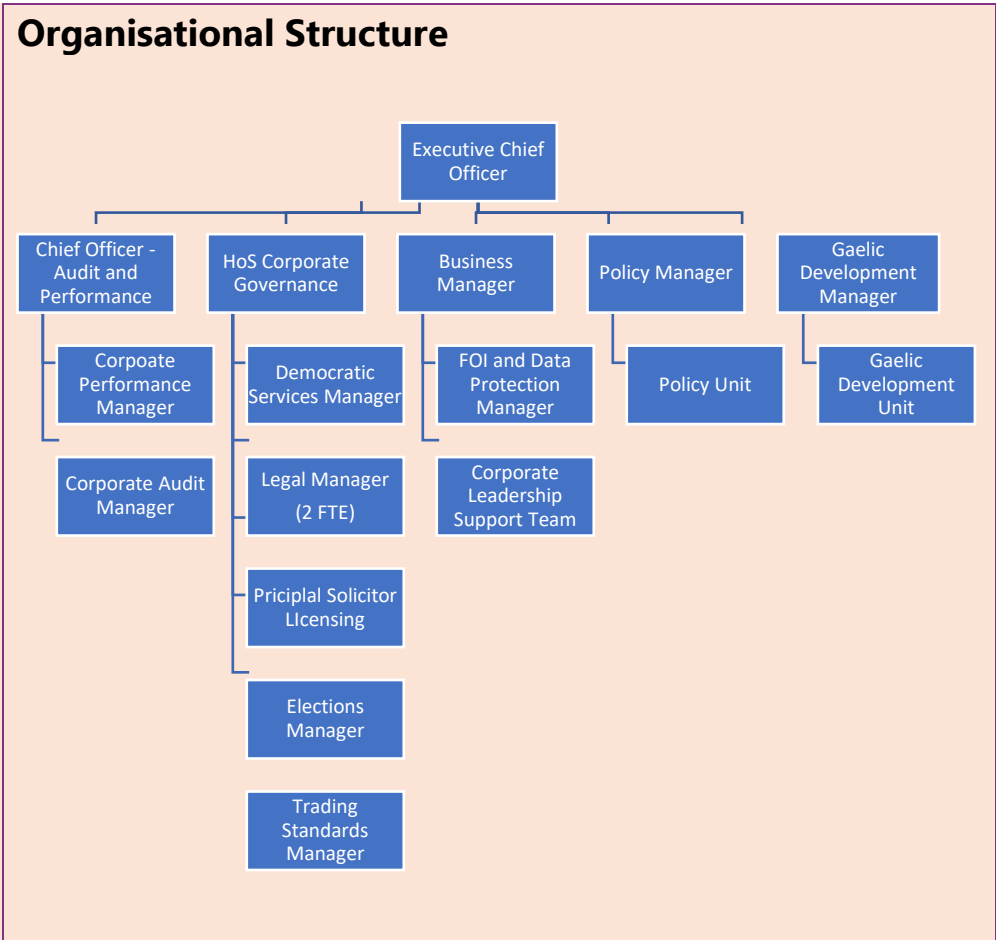 Organisational Structure
Executive Chief
Officer
Chief Officer -
Audit and
Performance
HoS Corporate
Governance
Business
Manager
Policy Manager
Gaelic
Development
Manager
Corpoate
Performance
Manager
Democratic
Services Manager
FOI and Data
Protection
Manager
Policy Unit
Gaelic
Development
Unit
Corporate Audit
Manager
Legal Manager
(2 FTE)
Corporate
Leadership
Support Team
Priciplal Solicitor
LIcensing
Elections
Manager
Trading
Standards
Manager